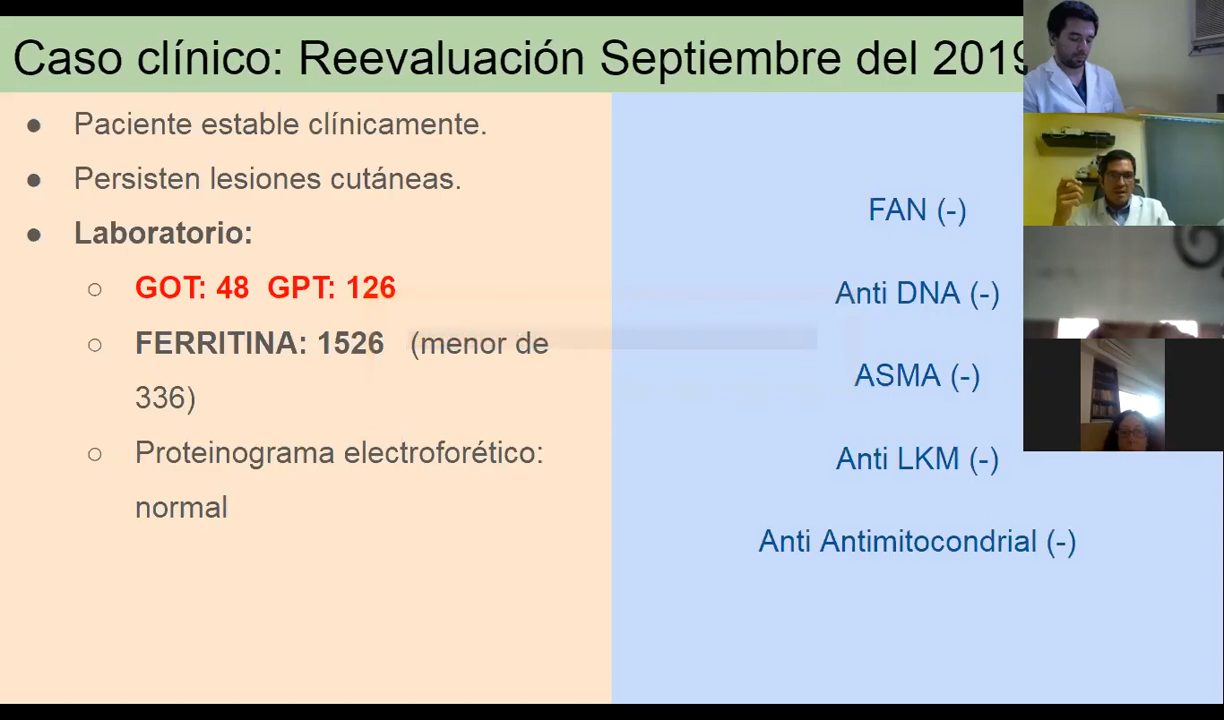 Caso clínico: Reevaluación Septiembre del 2019
● Paciente estable clínicamente.
● Persisten lesiones cutáneas.
● Laboratorio:
○ GOT: 48 GPT: 126
○ FERRITINA: 1526 (menor de
336)
○ Proteinograma electroforético:
normal
FAN (-)
Anti DNA (-)
ASMA (-)
Anti LKM (-)
Anti Antimitocondrial (-)